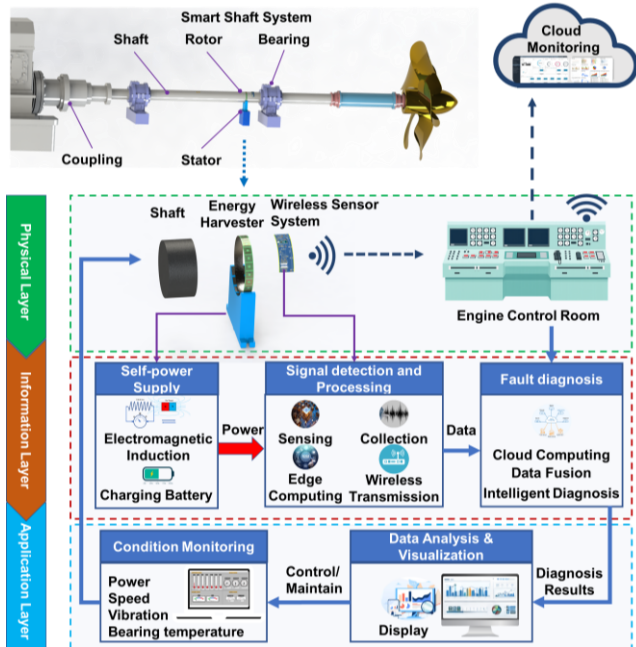 Smart Shaft System
Shaft
Rotor
Bearing
Coupling
Stator
Cloud
Monitoring
Physical Layer
Shaft
Energy
Harvester
Wireless Sensor
System
Engine Control Room
Information Layer
Self-power
Supply
Electromagnetic
Induction
Charging Battery
Power
Signal detection and
Processing
Sensing
Collection
Edge
Computing
Wireless
Transmission
Data
Fault diagnosis
Cloud Computing
Data Fusion
Intelligent Diagnosis
Application Layer
Condition Monitoring
Power
Speed
Vibration
Bearing temperature
Control/
Maintain
Data Analysis &
Visualization
Display
Diagnosis
Results